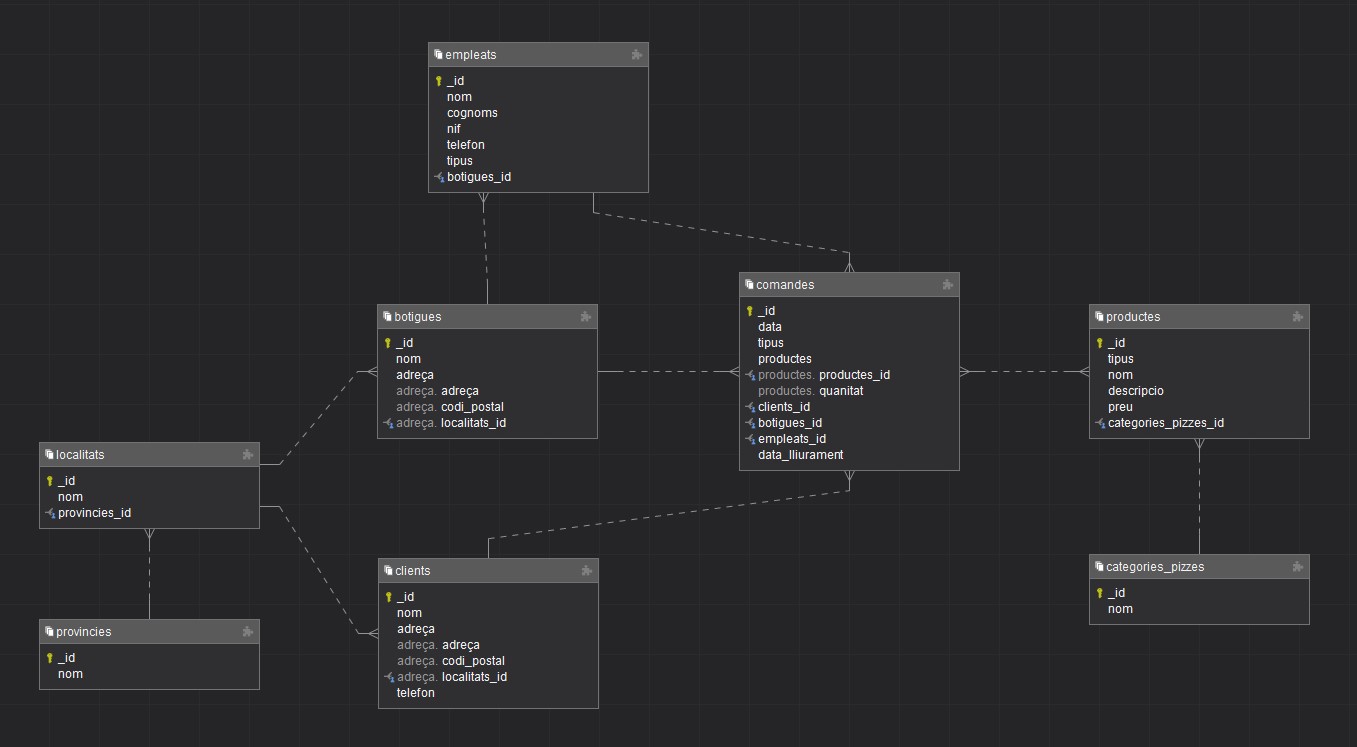 empleats
_id
nom
cognoms
nif
telefon
tipus
botigues_id
botigues
_id
nom
adreça
adreça. adreça
adreça. codi_postal
adreça. localitats_id
comandes
_id
data
tipus
productes
productes. productes_id
productes. quanitat
clients_id
botigues_id
empleats_id
data_lliurament
productes
_id
tipus
nom
descripcio
preu
categories_pizzes_id
localitats
_id
nom
provincies_id
clients
_id
nom
adreça
adreça. adreça
adreça. codi_postal
adreça. localitats_id
telefon
categories_pizzes
_id
nom
provincies
_id
nom